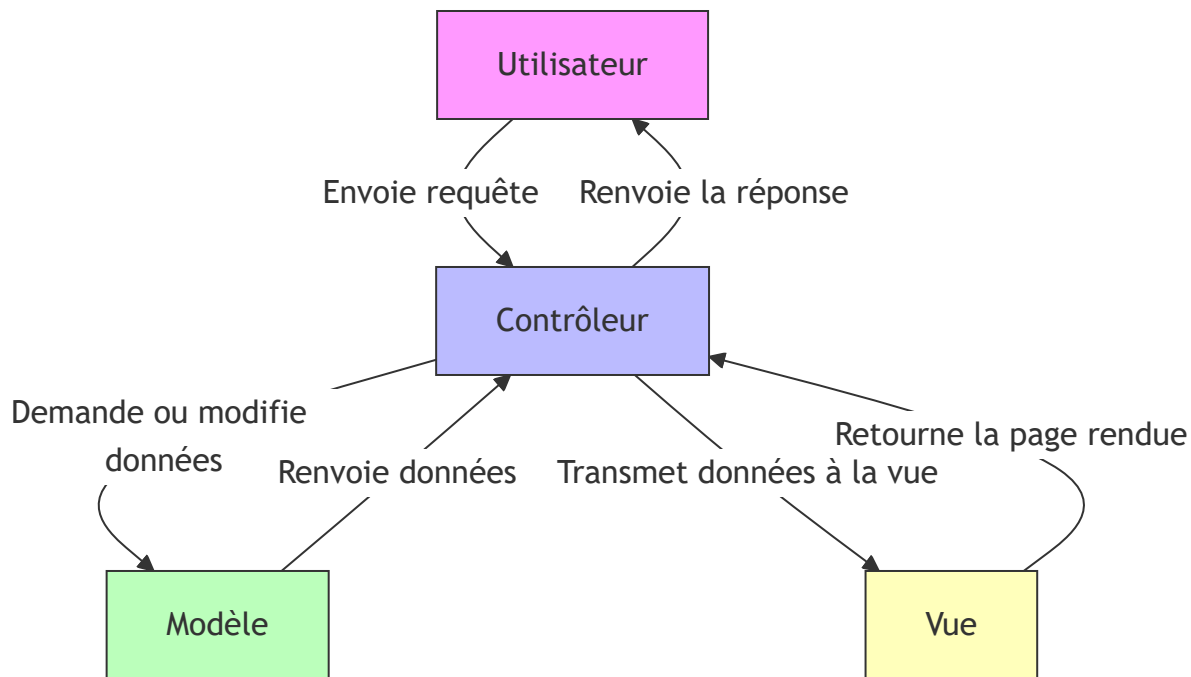 Utilisateur
Envoie requête
Renvoie la réponse
Contrôleur
Demande ou modifie
données
Renvoie données
Transmet données à la vue
Retourne la page rendue
Modèle
Vue